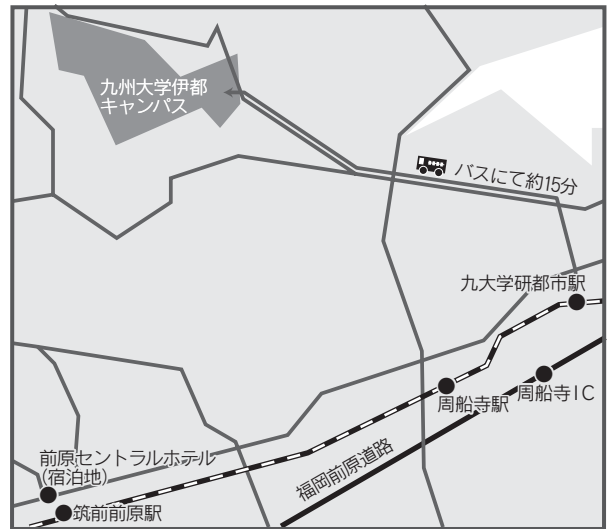 九州大学伊都
キャンパス
バスにて約15分
九大学研都市駅
周船寺駅
周船寺IC
前原セントラルホテル
(宿泊地)
福岡前原道路
筑前前原駅